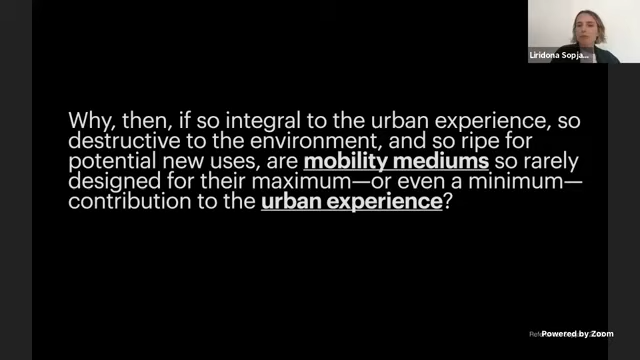 Liridona Sopja...
Why, then, if so integral to the urban experience, so
destructive to the environment, and so ripe for
potential new uses, are mobility mediums so rarely
designed for their maximum—or even a minimum—
contribution to the urban experience?
Powered by Zoom